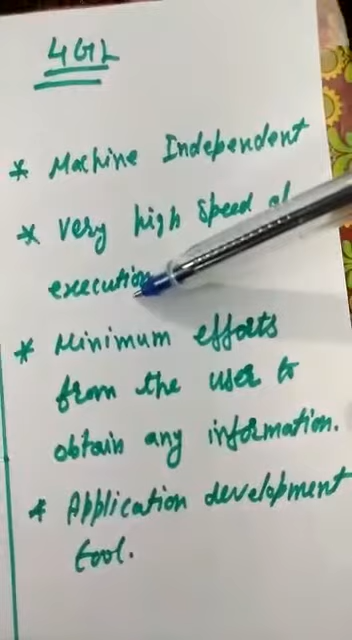 4GL
* Machine Independent
* Very high speed of
execution
* Minimum efforts
from the user to
obtain any information.
* Application development
tool.